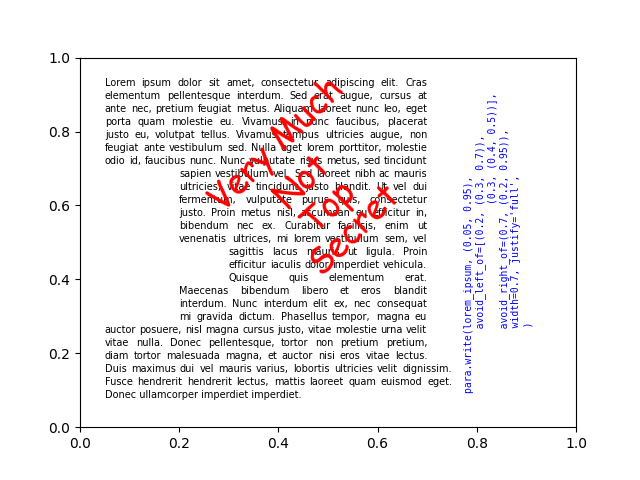 1.0
0.8
0.6
0.4
0.2
0.0
0.0 0.2 0.4 0.6 0.8 1.0
Lorem ipsum dolor sit amet, consectetur adipiscing elit. Cras
elementum pellentesque interdum. Sed erat augue, cursus at
ante nec, pretium feugiat metus. Aliquam laoreet nunc leo, eget
porta quam molestie eu. Vivamus in nunc faucibus, placerat
justo eu, volutpat tellus. Vivamus tempus ultricies augue, non
feugiat ante vestibulum sed. Nulla eget lorem porttitor, molestie
odio id, faucibus nunc. Nunc vulputate risus metus, sed tincidunt
sapien vestibulum vel. Sed laoreet nibh ac mauris
ultricies, vitae tincidunt justo blandit. Ut vel dui
fermentum, vulputate purus quis, consectetur
justo. Proin metus nisl, accumsan eu efficitur in,
bibendum nec ex. Curabitur facilisis, enim ut
venenatis ultrices, mi lorem vestibulum sem, vel
sagittis lacus mauris ut ligula. Proin
efficitur iaculis dolor imperdiet vehicula.
Quisque quis elementum erat.
Maecenas bibendum libero et eros blandit
interdum. Nunc interdum elit ex, nec consequat
mi gravida dictum. Phasellus tempor, magna eu
auctor posuere, nisl magna cursus justo, vitae molestie urna velit
vitae nulla. Donec pellentesque, tortor non pretium pretium,
diam tortor malesuada magna, et auctor nisi eros vitae lectus.
Duis maximus dui vel mauris varius, lobortis ultricies velit dignissim.
Fusce hendrerit hendrerit lectus, mattis laoreet quam euismod eget.
Donec ullamcorper imperdiet imperdiet.
Very Much
Not
Top
Secret
para.write(lorem_ipsum, (0.05, 0.95),
avoid_left_of=[(0.2, (0.3, 0.7)),
(0.3, (0.4, 0.5))],
avoid_right_of=(0.7, (0.2, 0.95)),
width=0.7, justify='full',
)